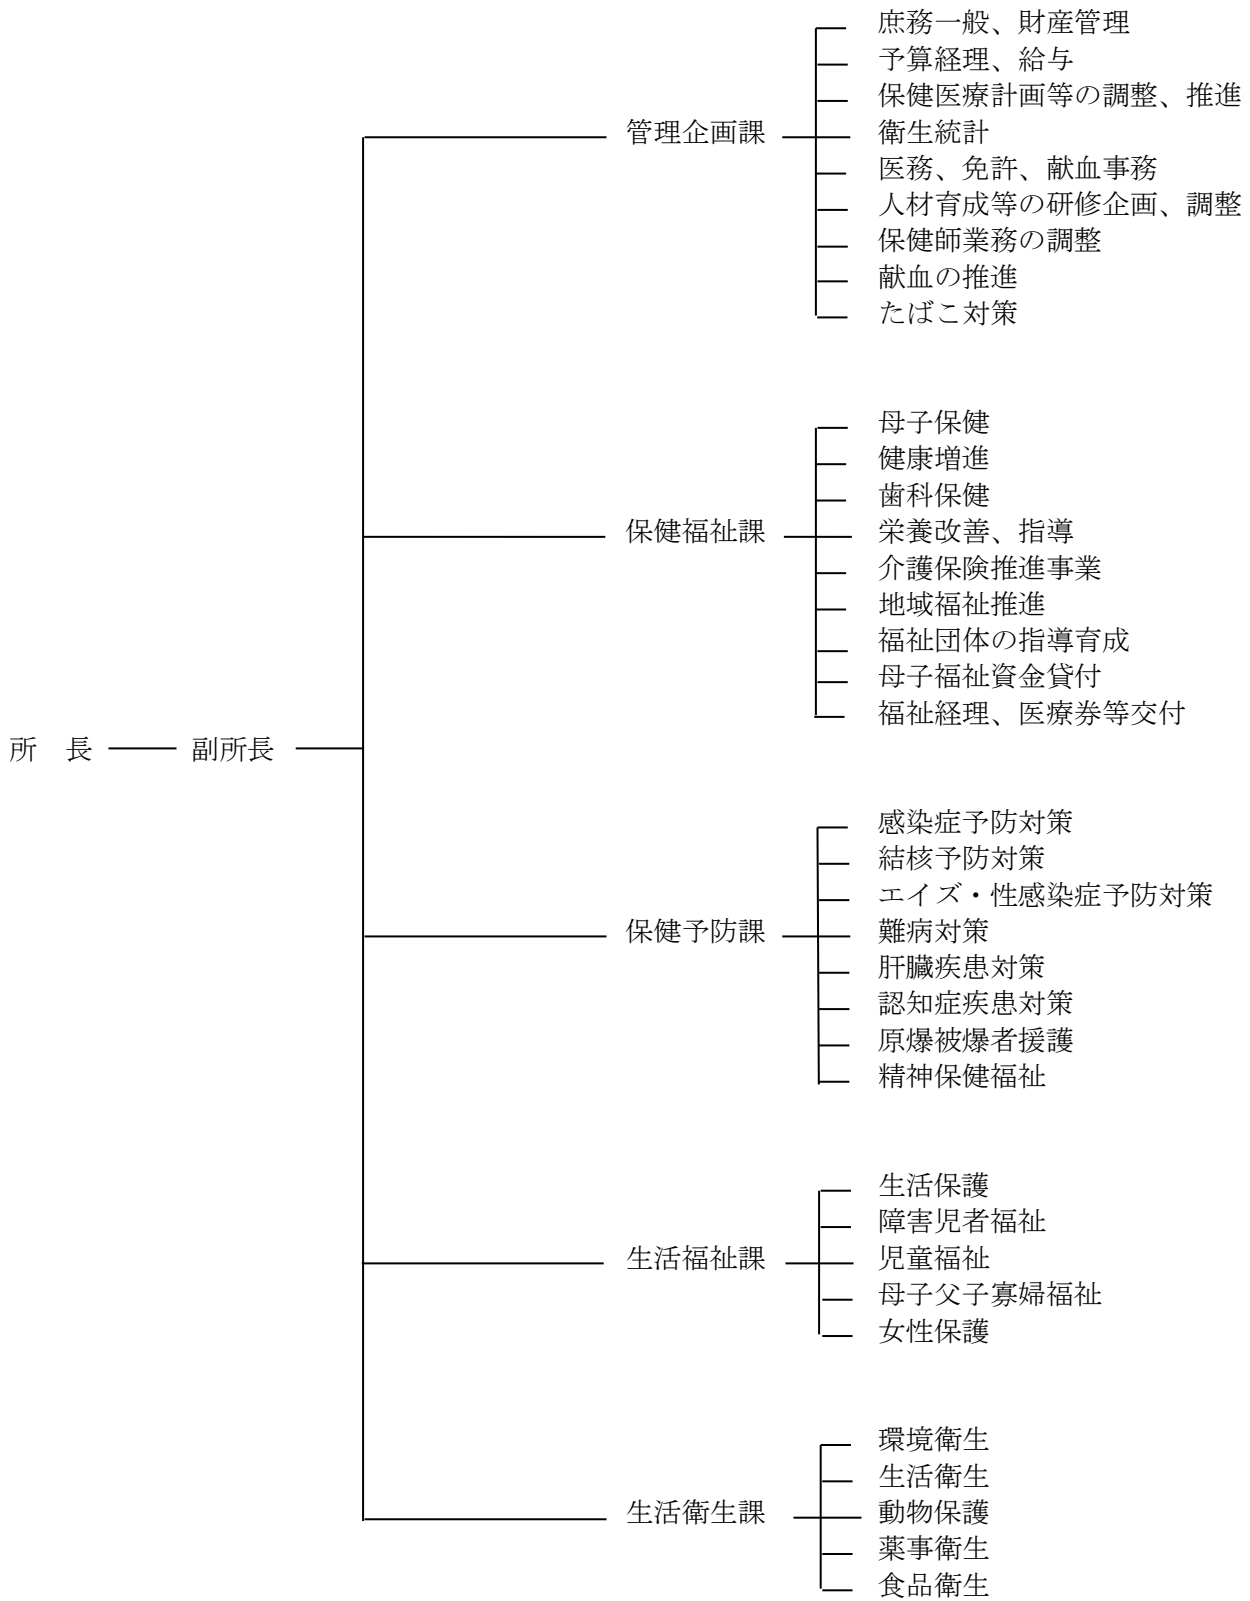 庶務一般、財産管理
予算経理、給与
保健医療計画等の調整、推進
管理企画課
衛生統計
医務、免許、献血事務
人材育成等の研修企画、調整
保健師業務の調整
献血の推進
たばこ対策
母子保健
健康増進
歯科保健
保健福祉課
栄養改善、指導
介護保険推進事業
地域福祉推進
福祉団体の指導育成
母子福祉資金貸付
福祉経理、医療券等交付
所　長
副所長
感染症予防対策
結核予防対策
エイズ・性感染症予防対策
保健予防課
難病対策
肝臓疾患対策
認知症疾患対策
原爆被爆者援護
精神保健福祉
生活保護
障害児者福祉
生活福祉課
児童福祉
母子父子寡婦福祉
女性保護
環境衛生
生活衛生
生活衛生課
動物保護
薬事衛生
食品衛生